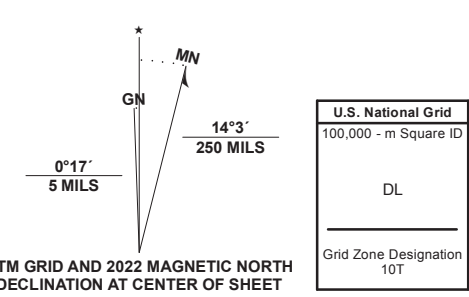 ★
MN
GN
14°3´
250 MILS
0°17´
5 MILS
TM GRID AND 2022 MAGNETIC NORTH
DECLINATION AT CENTER OF SHEET
U.S. National Grid
100,000 - m Square ID
DL
Grid Zone Designation
10T